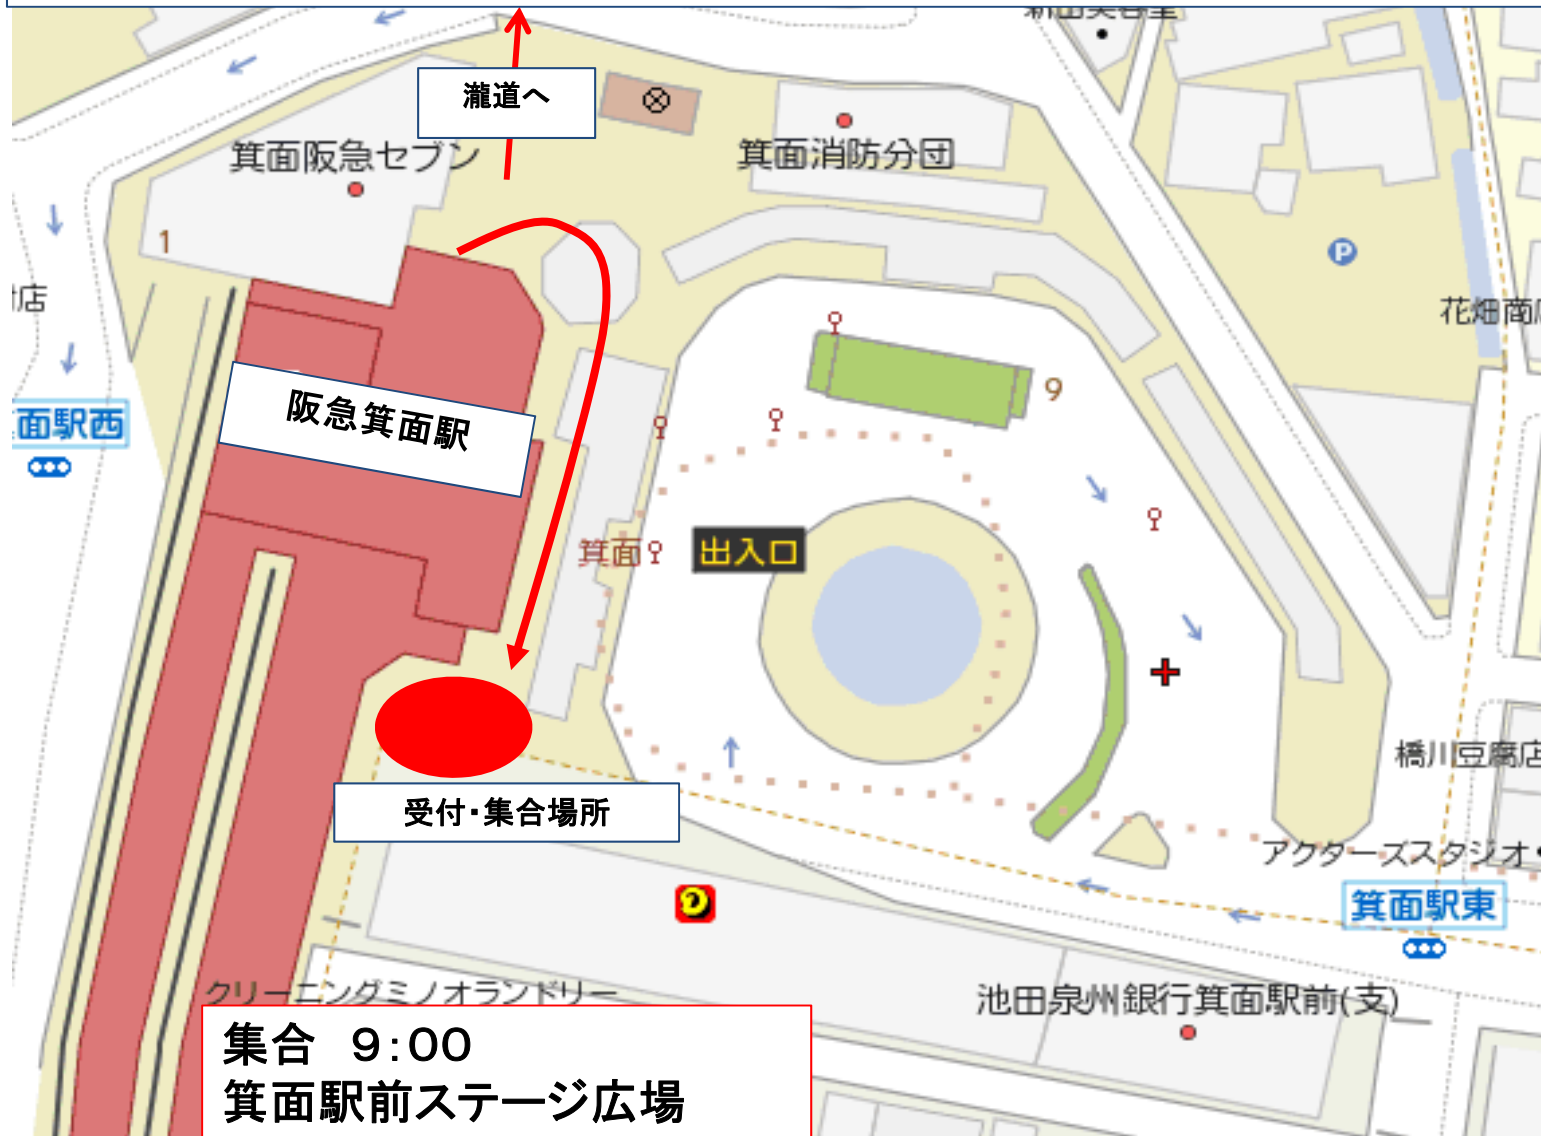 瀧道へ
箕面阪急セブン
箕面消防分団
1
店
花畑商
阪急箕面駅
9
面駅西
箕面
出入口
橋川豆腐店
受付・集合場所
アクターズスタジオ
箕面駅東
クリーニングミノオランドリー
池田泉州銀行箕面駅前(支)
集合 9:00
箕面駅前ステージ広場
P